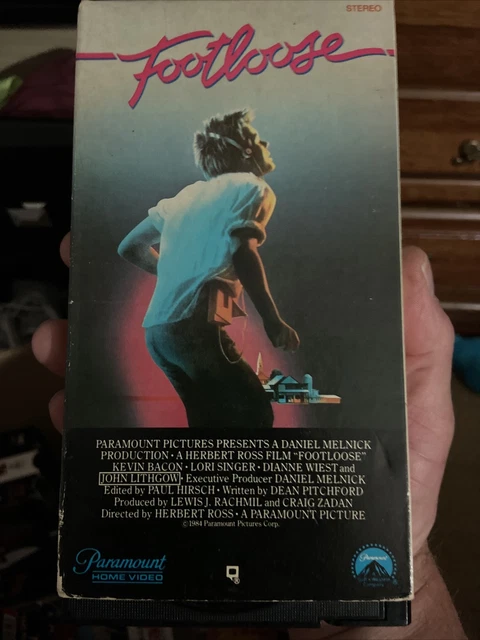 STEREO
Footloose
PARAMOUNT PICTURES PRESENTS A DANIEL MELNICK
PRODUCTION • A HERBERT ROSS FILM "FOOTLOOSE"
KEVIN BACON • LORI SINGER • DIANNE WIEST and
JOHN LITHGOW • Executive Producer DANIEL MELNICK
Edited by PAUL HIRSCH • Written by DEAN PITCHFORD
Produced by LEWIS J. RACHMIL and CRAIG ZADAN
Directed by HERBERT ROSS • A PARAMOUNT PICTURE
©1984 Paramount Pictures Corp.
Paramount
HOME VIDEO
Paramount